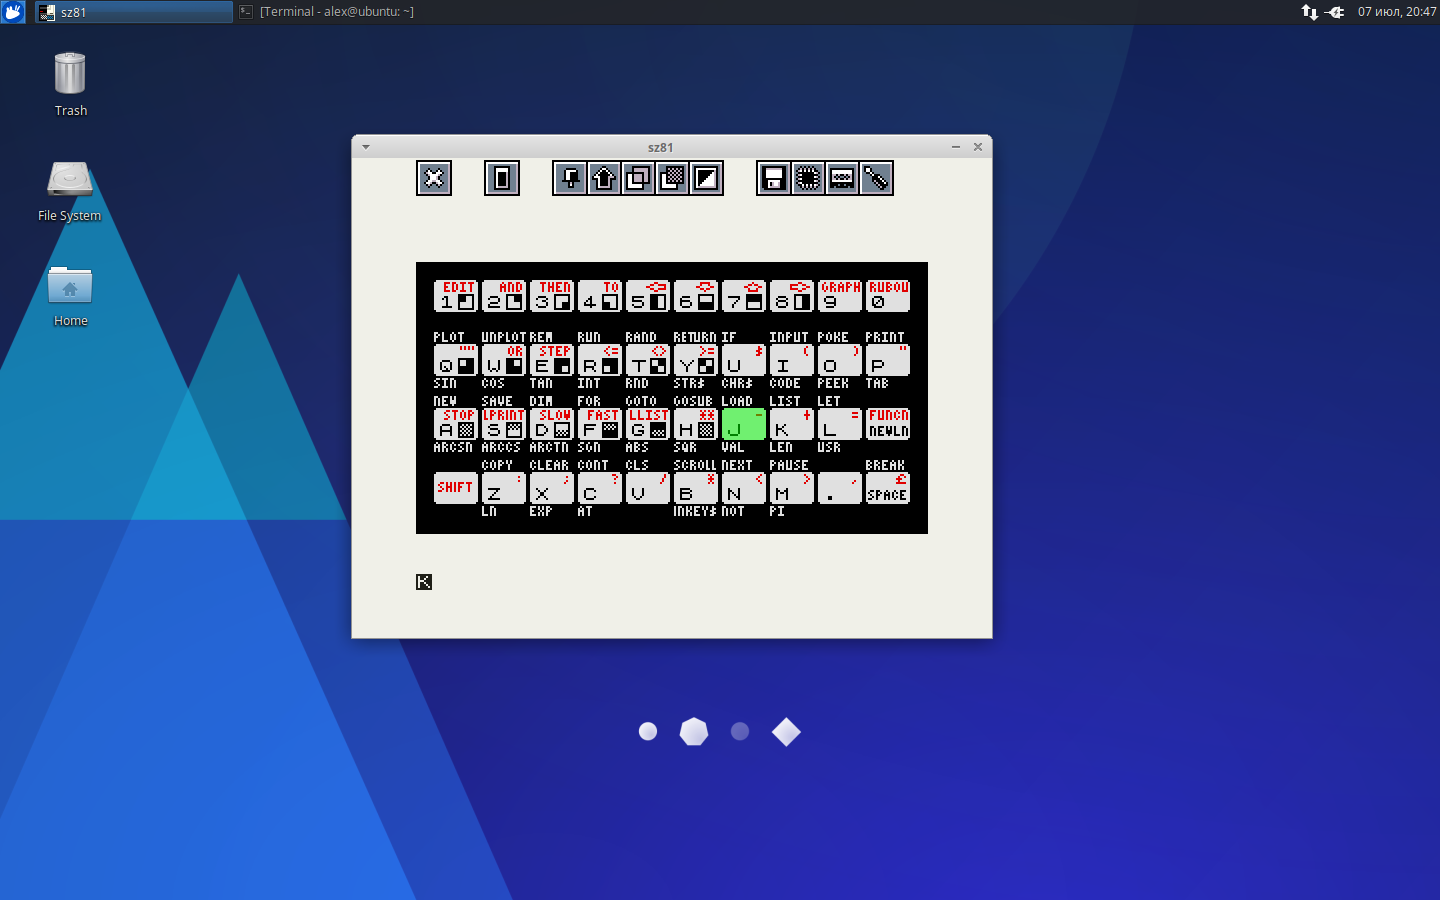 sz81
[Terminal - alex@ubuntu: ~]
07 июл, 20:47
Trash
File System
Home
sz81
EDIT AND THEN TO GRAPH RUBOU
1 2 3 4 5 6 7 8 9 0
PLOT UNPLOT REM RUN RAND RETURN IF INPUT POKE PRINT
"" OR STEP <= <> >= $ ( ) "
Q W E R T Y U I O P
SIN COS TAN INT RND STR$ CHR$ CODE PEEK TAB
NEW SAVE DIM FOR GOTO GOSUB LOAD LIST LET
STOP LPRINT SLOW FAST LLIST ** - + = FUNCN
A S D F G H J K L NEWLN
ARCSN ARCCS ARCTN SGN ABS SQR VAL LEN USR
COPY CLEAR CONT CLS SCROLL NEXT PAUSE BREAK
SHIFT : ; ? / * < > , £
Z X C V B N M . SPACE
LN EXP AT INKEY$ NOT PI
K